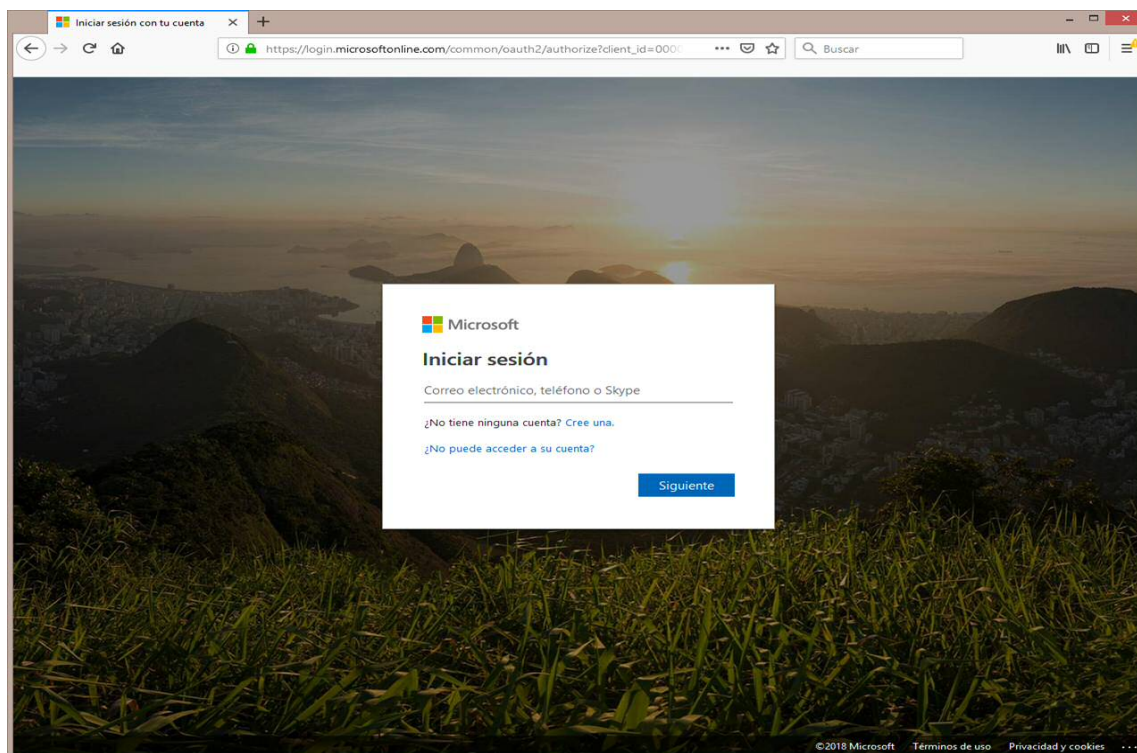 Iniciar sesión con tu cuenta
https://login.microsoftonline.com/common/oauth2/authorize?client_id=000
Buscar
Microsoft
Iniciar sesión
Correo electrónico, teléfono o Skype
¿No tiene ninguna cuenta? Cree una.
¿No puede acceder a su cuenta?
Siguiente
©2018 Microsoft Términos de uso Privacidad y cookies ...